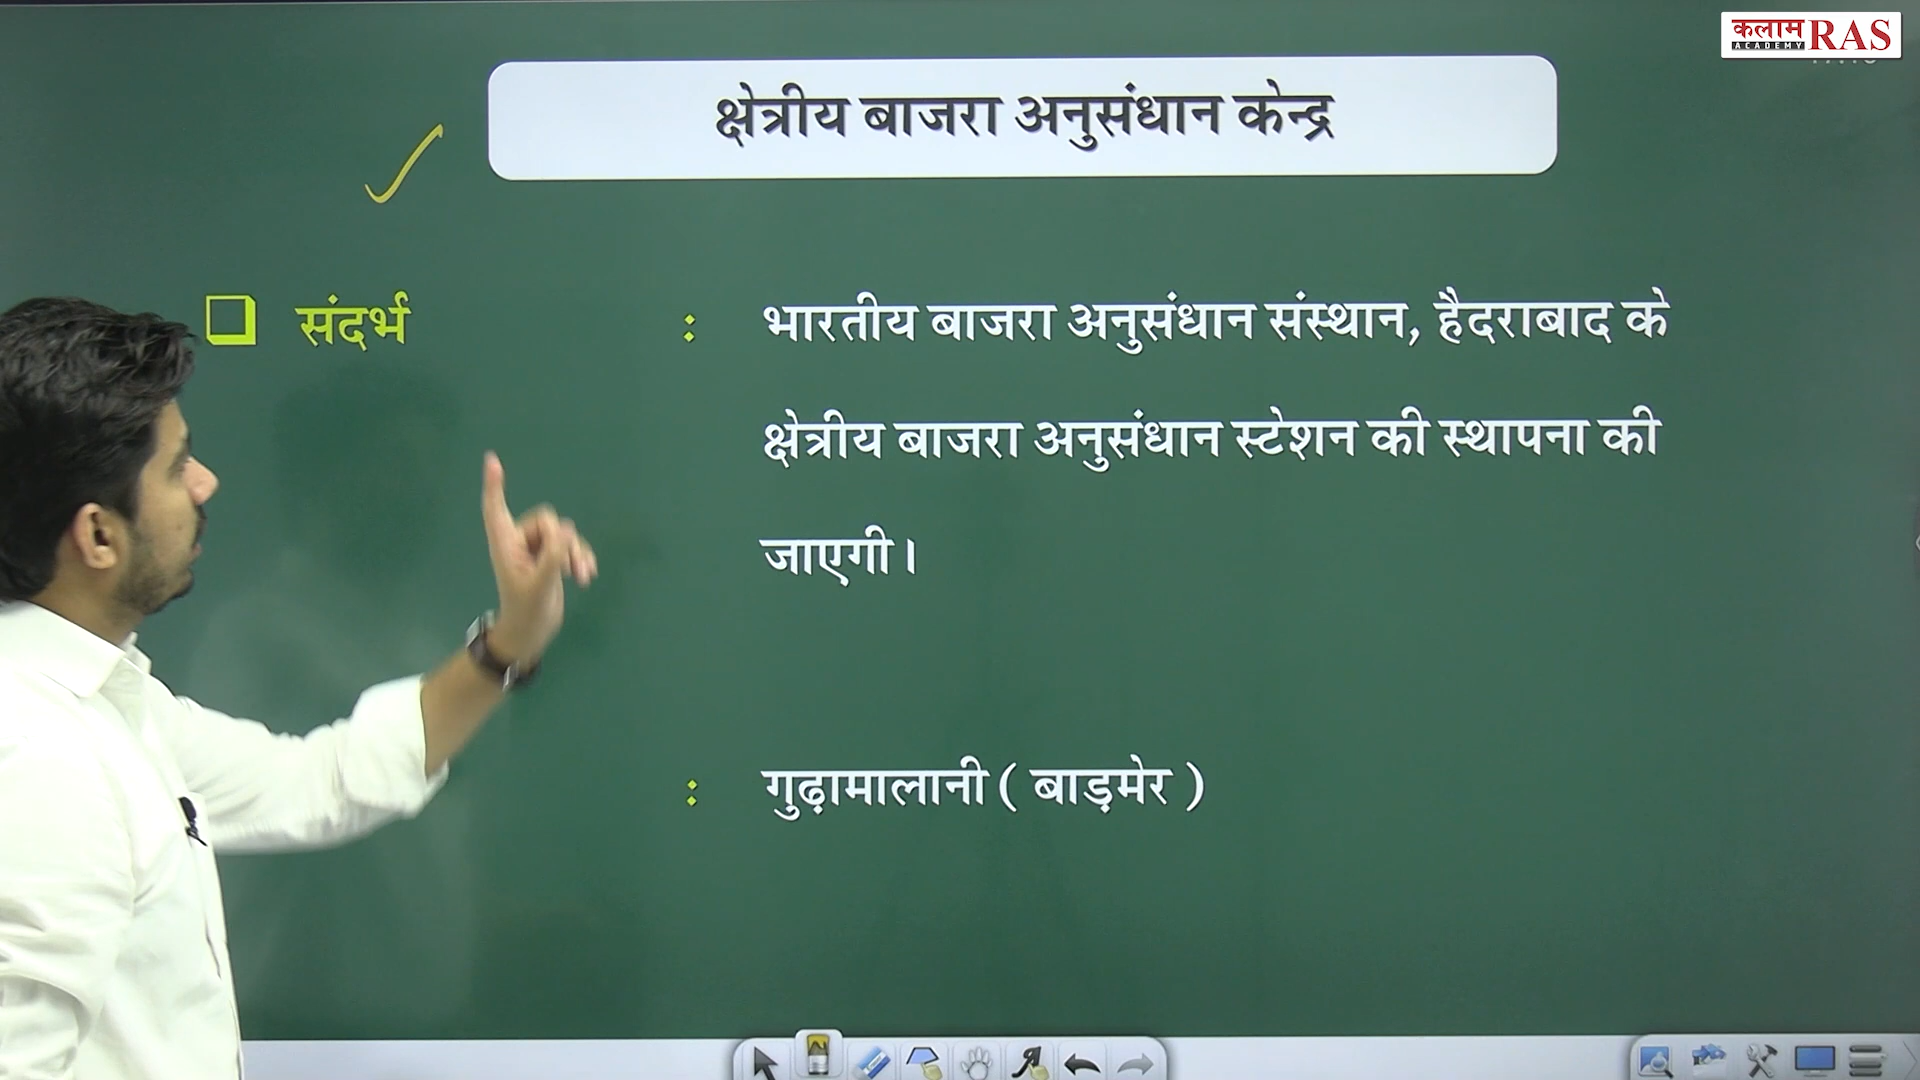 कलाम
ACADEMY
RAS
क्षेत्रीय बाजरा अनुसंधान केन्द्र
संदर्भ : भारतीय बाजरा अनुसंधान संस्थान, हैदराबाद के
क्षेत्रीय बाजरा अनुसंधान स्टेशन की स्थापना की
जाएगी।
: गुढ़ामालानी ( बाड़मेर )